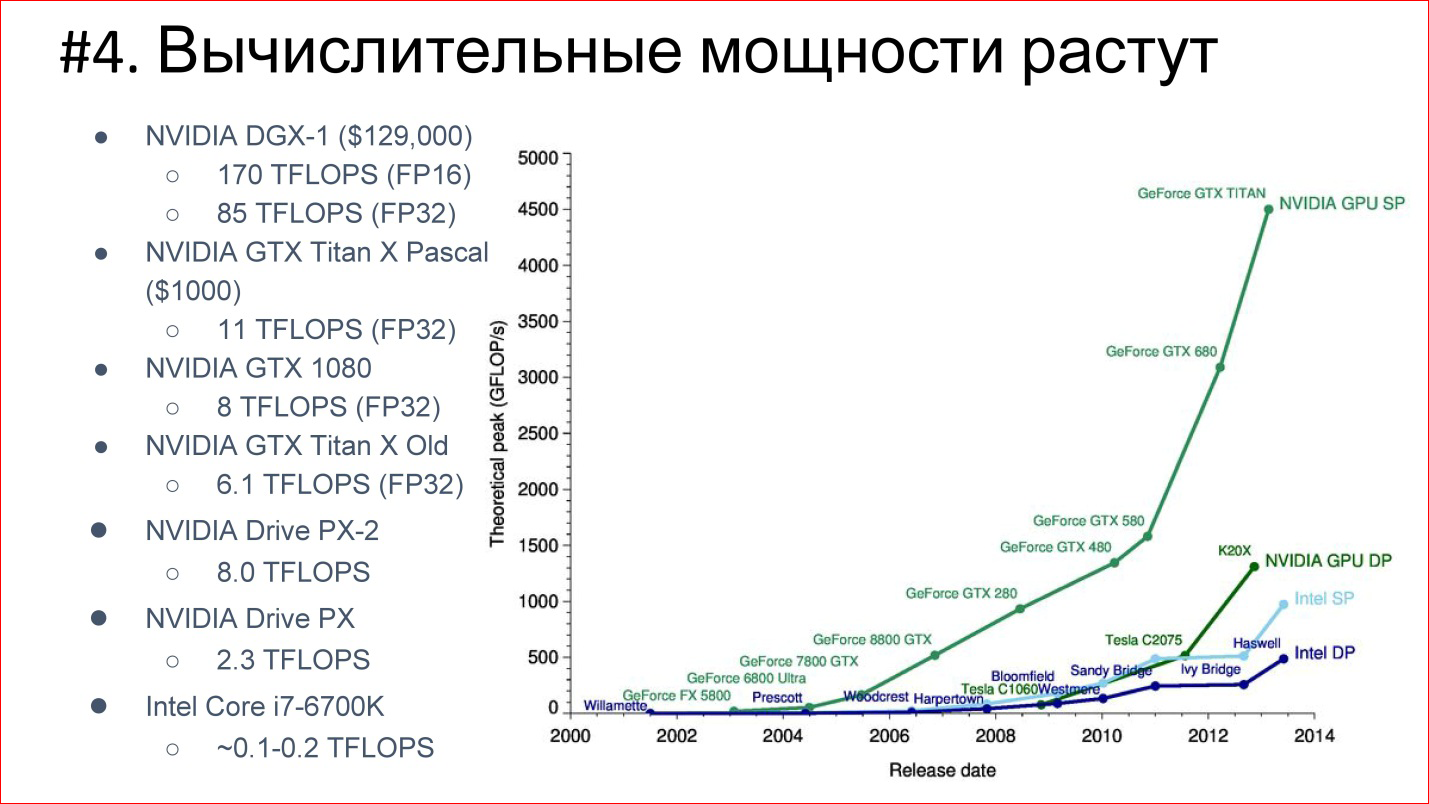 #4. Вычислительные мощности растут
● NVIDIA DGX-1 ($129,000)
○ 170 TFLOPS (FP16)
○ 85 TFLOPS (FP32)
● NVIDIA GTX Titan X Pascal
($1000)
○ 11 TFLOPS (FP32)
● NVIDIA GTX 1080
○ 8 TFLOPS (FP32)
● NVIDIA GTX Titan X Old
○ 6.1 TFLOPS (FP32)
● NVIDIA Drive PX-2
○ 8.0 TFLOPS
● NVIDIA Drive PX
○ 2.3 TFLOPS
● Intel Core i7-6700K
○ ~0.1-0.2 TFLOPS
Theoretical peak (GFLOP/s)
5000
4500
4000
3500
3000
2500
2000
1500
1000
500
0
GeForce GTX TITAN
NVIDIA GPU SP
GeForce GTX 680
GeForce GTX 580
GeForce GTX 480
K20X
NVIDIA GPU DP
GeForce GTX 280
Intel SP
GeForce 8800 GTX
Tesla C2075
Haswell
Intel DP
GeForce 7800 GTX
GeForce 6800 Ultra
Bloomfield
Sandy Bridge
Ivy Bridge
GeForce FX 5800
Prescott
Woodcrest
Harpertown
Tesla C1060
Westmere
Willamette
2000 2002 2004 2006 2008 2010 2012 2014
Release date